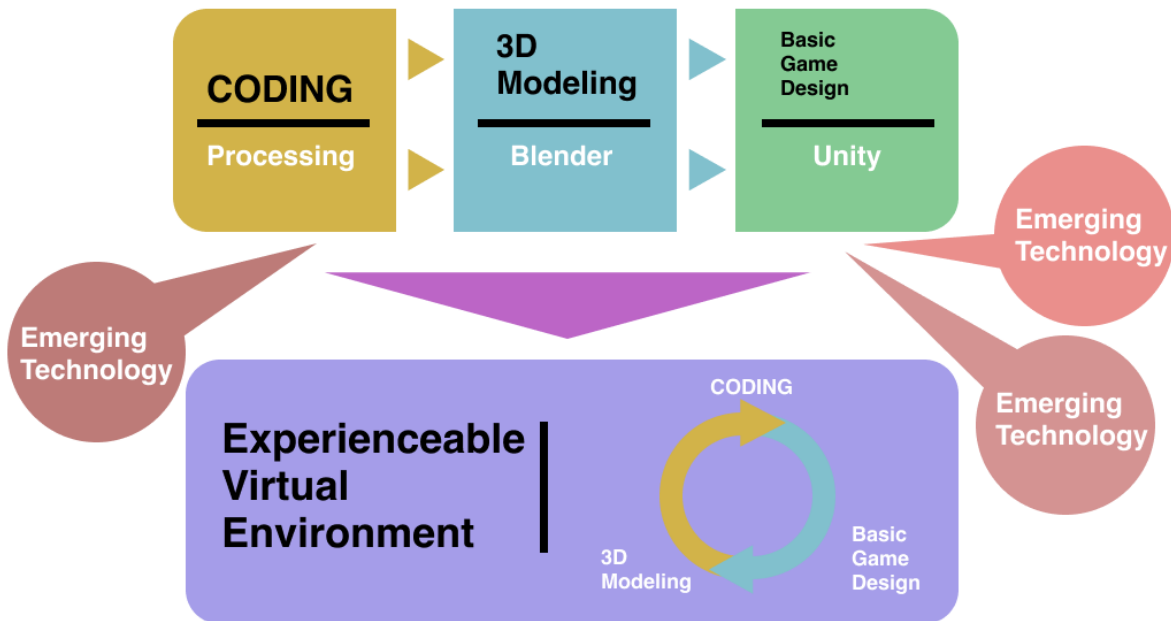 CODING
Processing
3D
Modeling
Blender
Basic
Game
Design
Unity
Emerging
Technology
Emerging
Technology
Emerging
Technology
Experienceable
Virtual
Environment
CODING
3D
Modeling
Basic
Game
Design